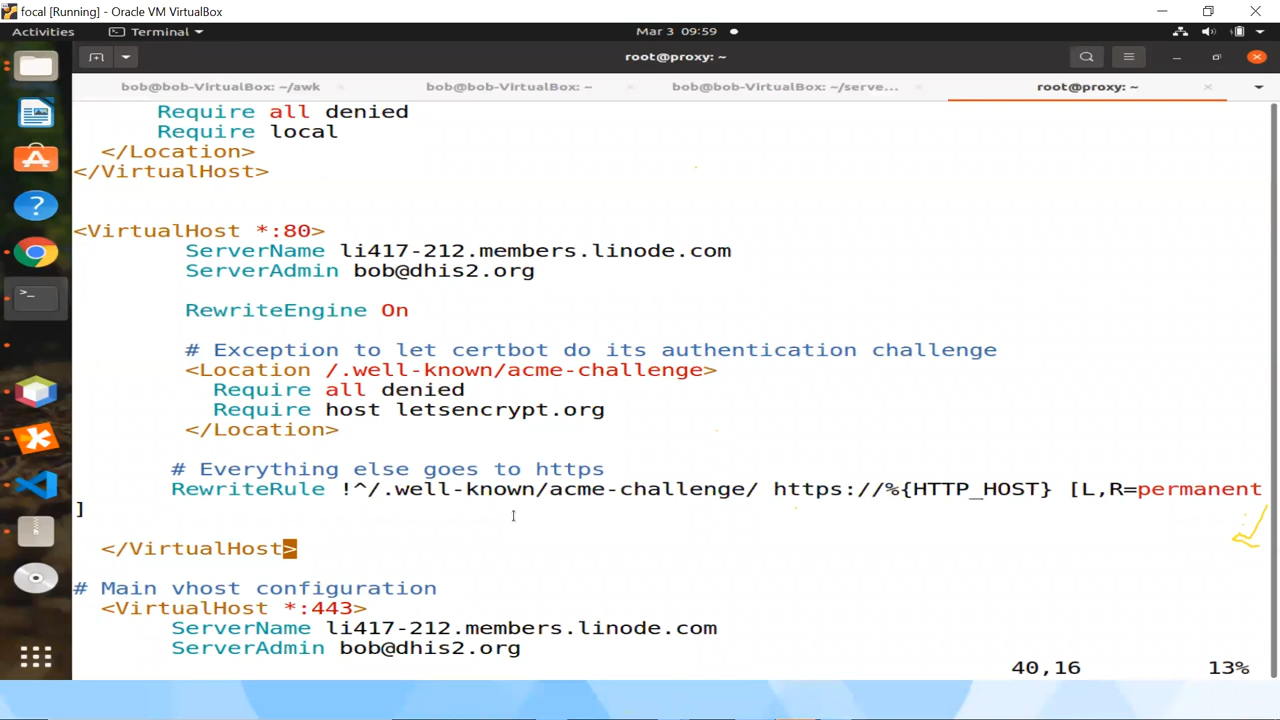 focal [Running] - Oracle VM VirtualBox
Activities Terminal Mar 3 09:59
root@proxy: ~
bob@bob-VirtualBox: ~/awk bob@bob-VirtualBox: ~ bob@bob-VirtualBox: ~/serve... root@proxy: ~
Require all denied
Require local
</Location>
</VirtualHost>
<VirtualHost *:80>
ServerName li417-212.members.linode.com
ServerAdmin bob@dhis2.org
RewriteEngine On
# Exception to let certbot do its authentication challenge
<Location /.well-known/acme-challenge>
Require all denied
Require host letsencrypt.org
</Location>
# Everything else goes to https
RewriteRule !^/.well-known/acme-challenge/ https://%{HTTP_HOST} [L,R=permanent
]
</VirtualHost>
# Main vhost configuration
<VirtualHost *:443>
ServerName li417-212.members.linode.com
ServerAdmin bob@dhis2.org
40,16 13%